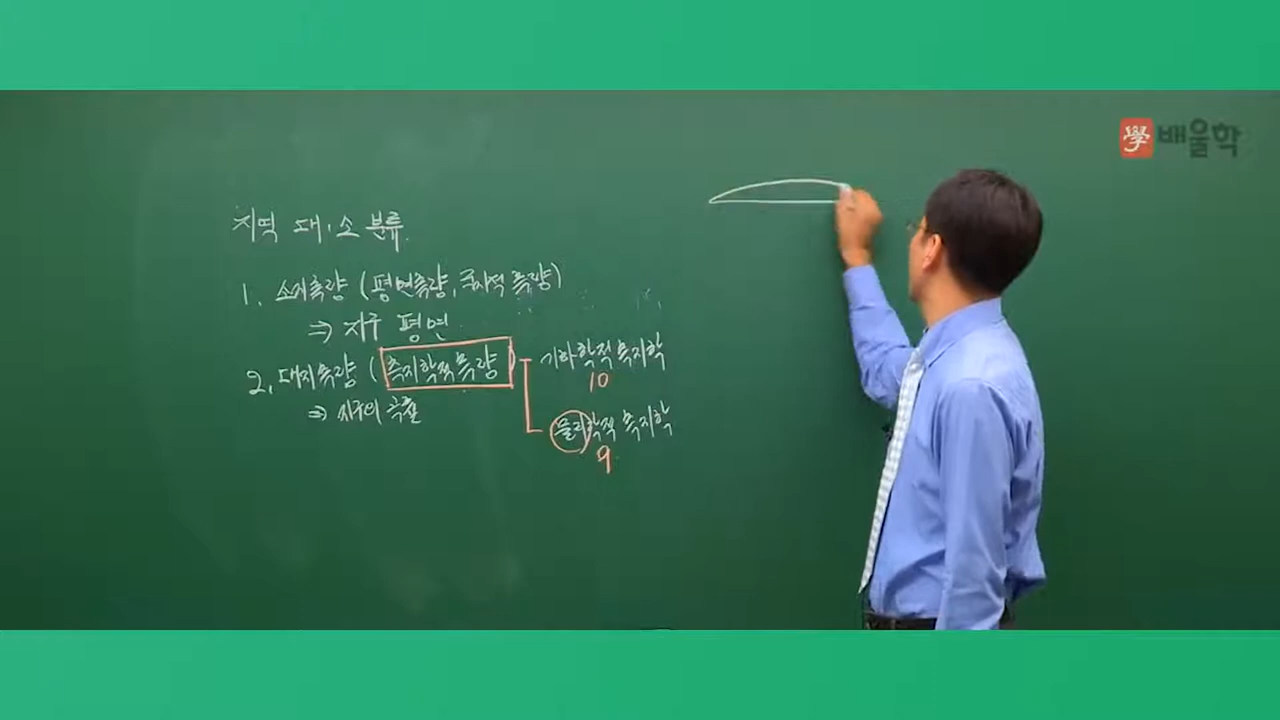 學 배울학
지역 대·소 분류.
1. 소지측량 (평면측량, 국지적 측량)
⇒ 지구 평면.
2. 대지측량 (측지학적 측량)
⇒ 지구의 곡률
기하학적 측지학
10
물리학적 측지학
9